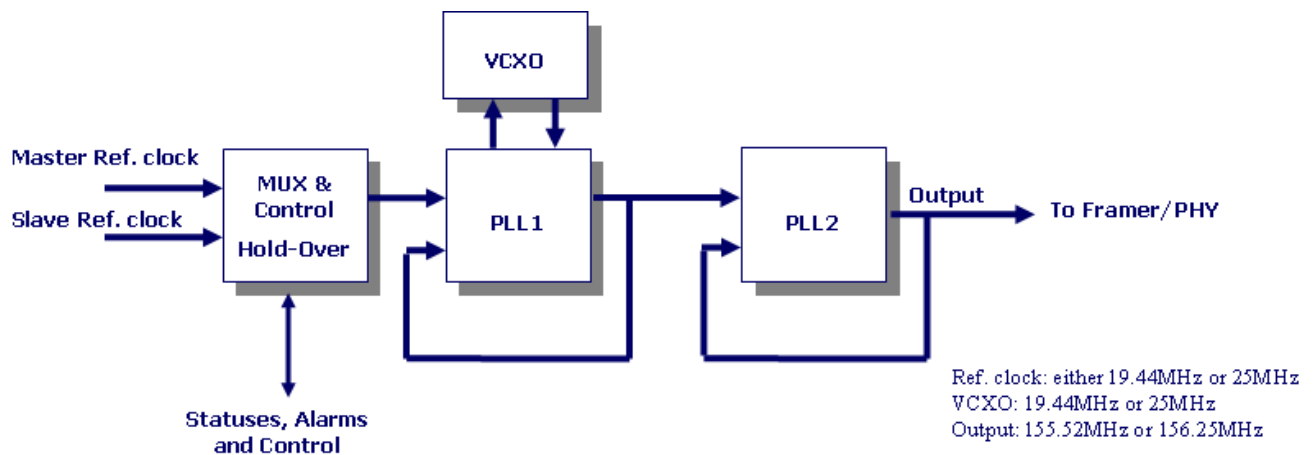 VCXO
Master Ref. clock
Slave Ref. clock
MUX &
Control
Hold-Over
PLL1
PLL2
Output
To Framer/PHY
Statuses, Alarms
and Control
Ref. clock: either 19.44MHz or 25MHz
VCXO: 19.44MHz or 25MHz
Output: 155.52MHz or 156.25MHz